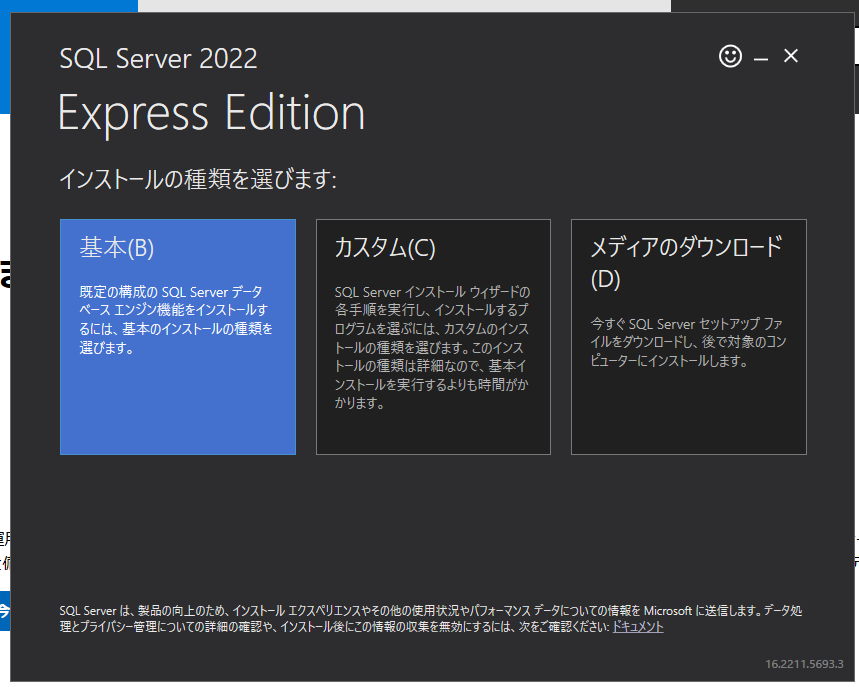 SQL Server 2022
Express Edition
インストールの種類を選びます:
基本(B)
既定の構成の SQL Server データ
ベース エンジン機能をインストールす
るには、基本のインストールの種類を
選びます。
カスタム(C)
SQL Server インストール ウィザードの
各手順を実行し、インストールするプ
ログラムを選ぶには、カスタムのインス
トールの種類を選びます。このインス
トールの種類は詳細なので、基本イ
ンストールを実行するよりも時間がか
かります。
メディアのダウンロード
(D)
今すぐ SQL Server セットアップ ファ
イルをダウンロードし、後で対象のコン
ピューターにインストールします。
SQL Server は、製品の向上のため、インストール エクスペリエンスやその他の使用状況やパフォーマンス データについての情報を Microsoft に送信します。データ処
理とプライバシー管理についての詳細の確認や、インストール後にこの情報の収集を無効にするには、次をご確認ください: ドキュメント
16.2211.5693.3